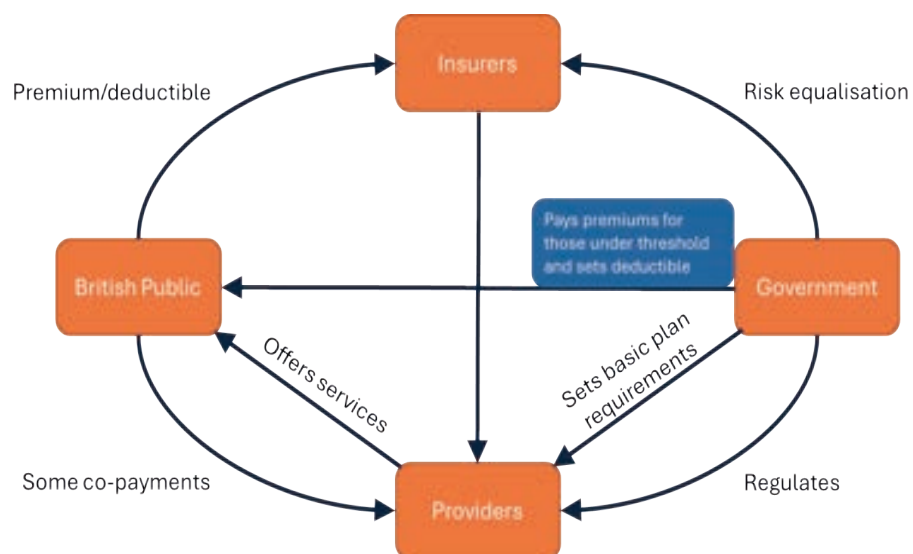 Insurers
Premium/deductible
Risk equalisation
Pays premiums for
those under threshold
and sets deductible
British Public
Government
Offers services
Sets basic plan
requirements
Some co-payments
Regulates
Providers